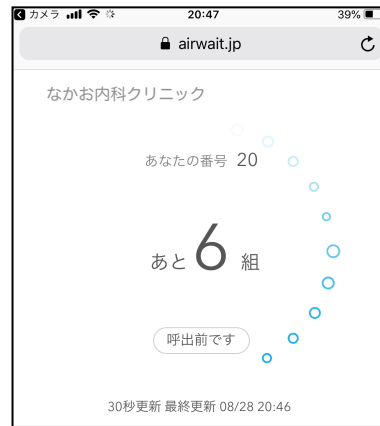 カメラ 20:47 39%
airwait.jp
なかお内科クリニック
あなたの番号 20
あと 6 組
呼出前です
30秒更新 最終更新 08/28 20:46